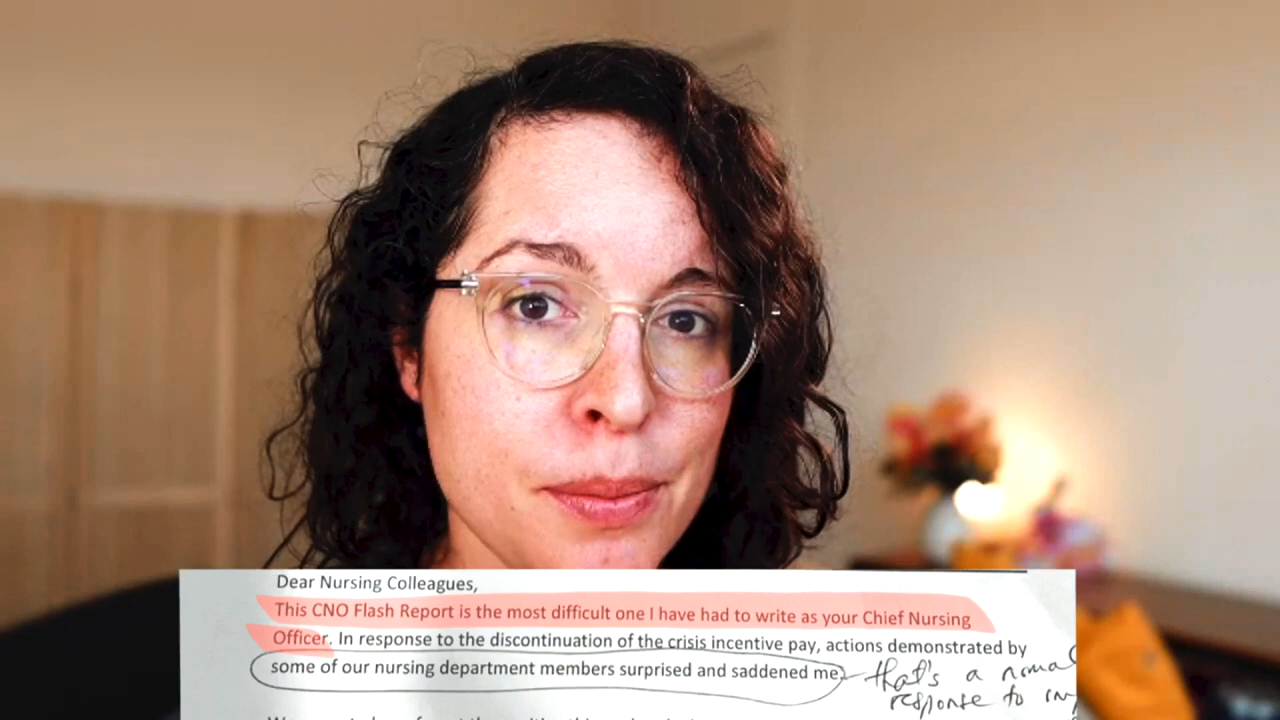 Dear Nursing Colleagues,
This CNO Flash Report is the most difficult one I have had to write as your Chief Nursing
Officer. In response to the discontinuation of the crisis incentive pay, actions demonstrated by
some of our nursing department members surprised and saddened me
that's a normal
response to